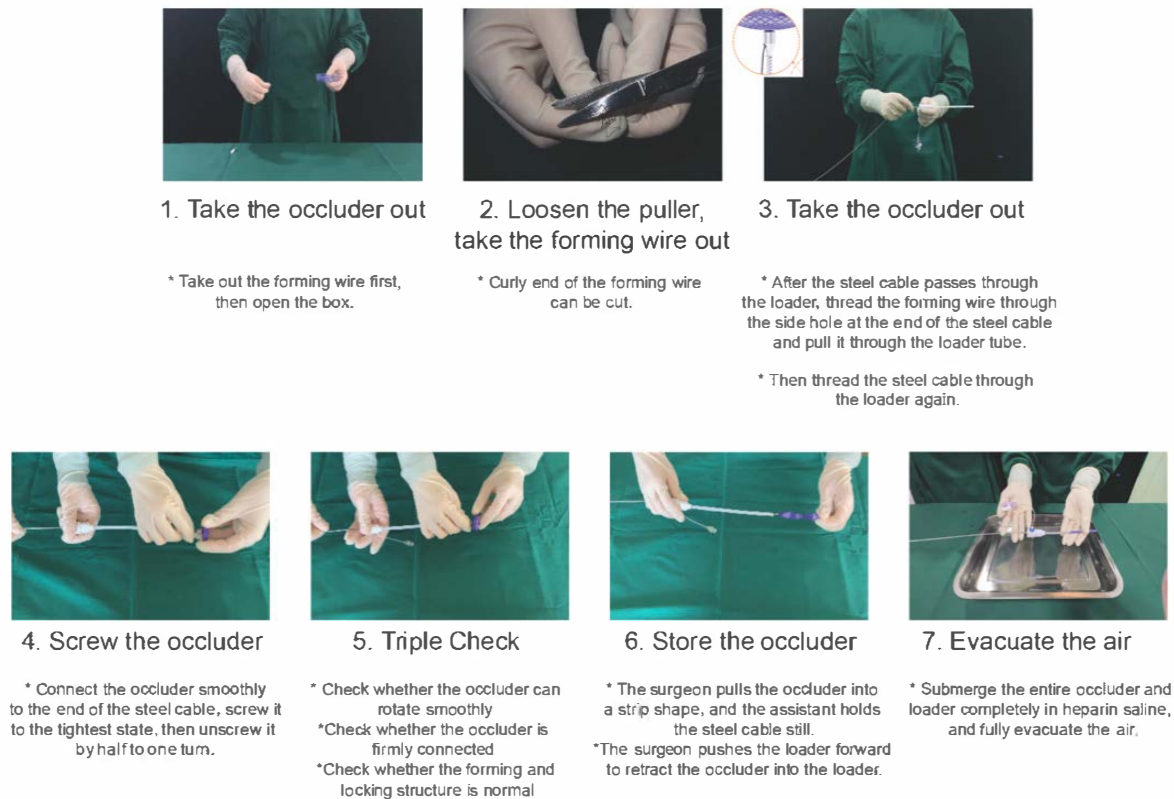 1. Take the occluder out
* Take out the forming wire first,
then open the box.
2. Loosen the puller,
take the forming wire out
* Curly end of the forming wire
can be cut.
3. Take the occluder out
* After the steel cable passes through
the loader, thread the forming wire through
the side hole at the end of the steel cable
and pull it through the loader tube.
* Then thread the steel cable through
the loader again.
4. Screw the occluder
* Connect the occluder smoothly
to the end of the steel cable, screw it
to the tightest state, then unscrew it
by half to one turn.
5. Triple Check
* Check whether the occluder can
rotate smoothly
*Check whether the occluder is
firmly connected
*Check whether the forming and
locking structure is normal
6. Store the occluder
* The surgeon pulls the occluder into
a strip shape, and the assistant holds
the steel cable still.
*The surgeon pushes the loader forward
to retract the occluder into the loader.
7. Evacuate the air
* Submerge the entire occluder and
loader completely in heparin saline,
and fully evacuate the air.